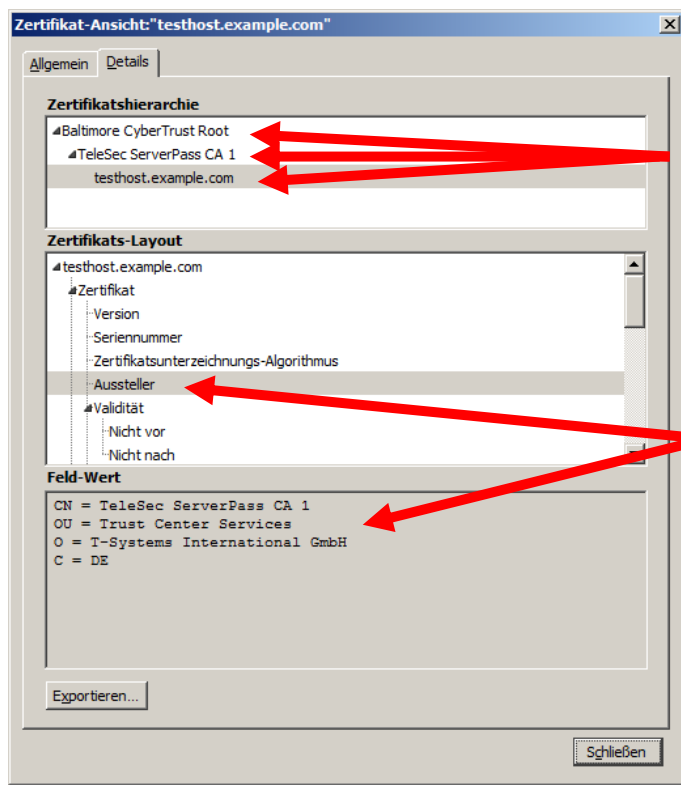 Zertifikat-Ansicht:"testhost.example.com"
Allgemein Details
Zertifikatshierarchie
Baltimore CyberTrust Root
TeleSec ServerPass CA 1
testhost.example.com
Zertifikats-Layout
testhost.example.com
Zertifikat
Version
Seriennummer
Zertifikatsunterzeichnungs-Algorithmus
Aussteller
Validität
Nicht vor
Nicht nach
Feld-Wert
CN = TeleSec ServerPass CA 1
OU = Trust Center Services
O = T-Systems International GmbH
C = DE
Exportieren...
Schließen